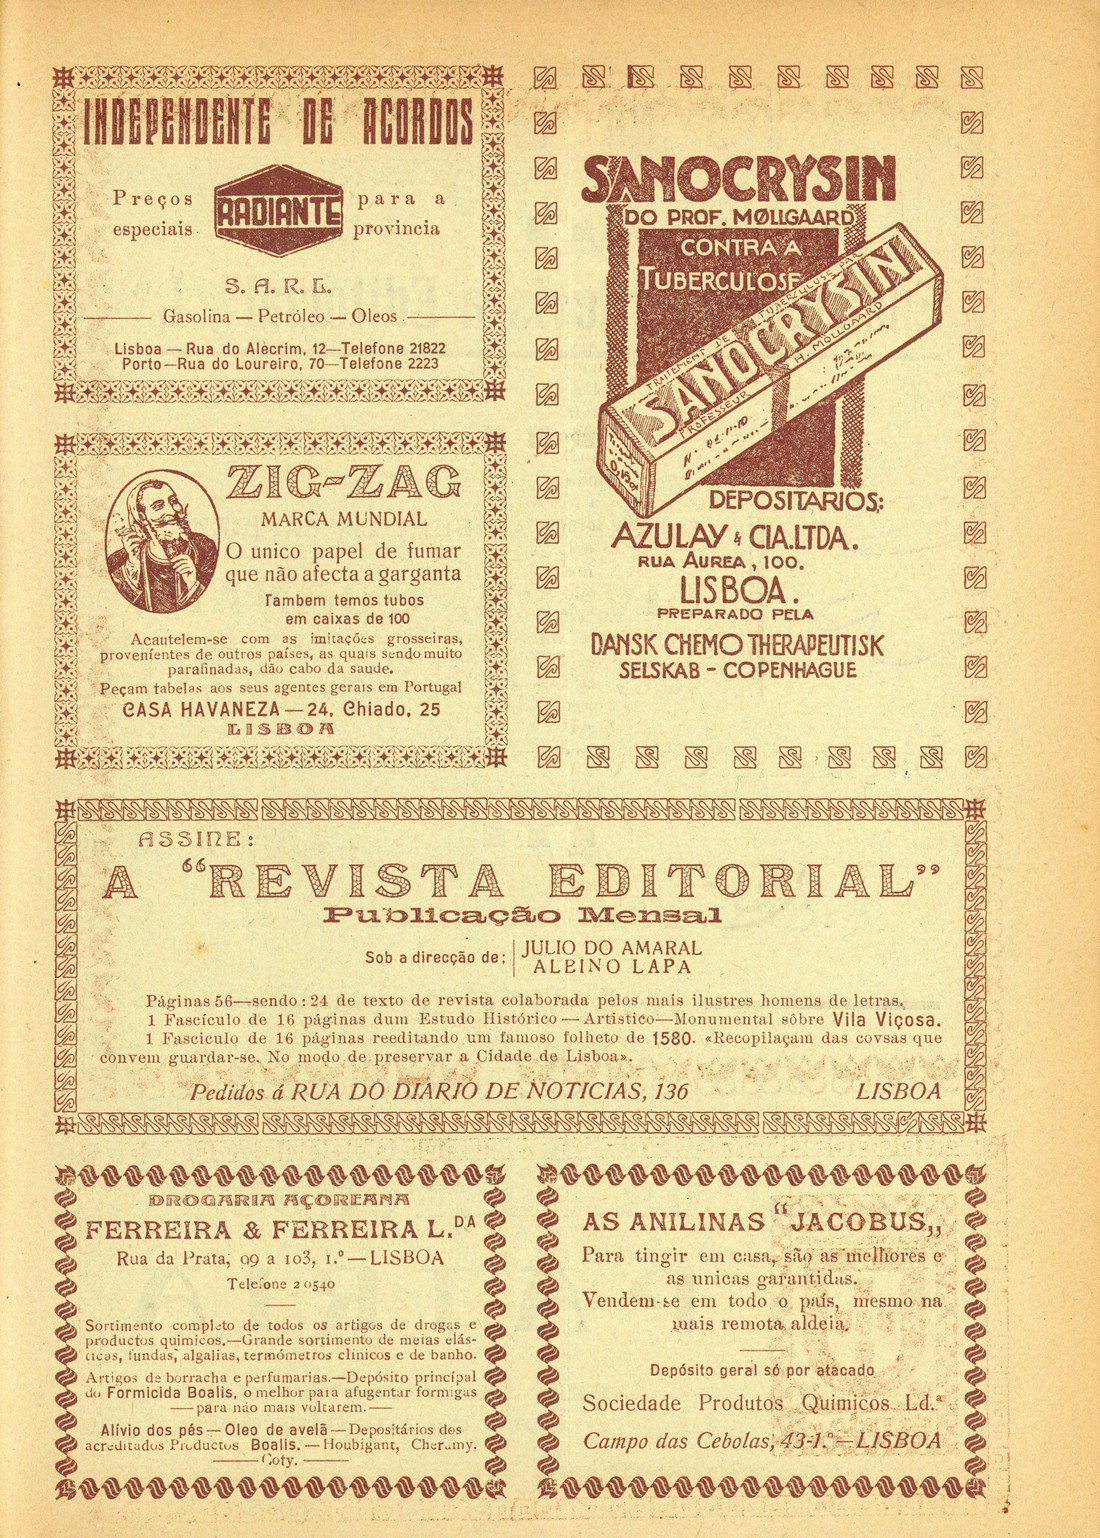 INDEPENDENTE DE ACORDOS
Preços especiais
RADIANTE
para a provincia
S. A. R. L.
Gasolina — Petróleo — Oleos
Lisboa — Rua do Alecrim, 12—Telefone 21822
Porto—Rua do Loureiro, 70—Telefone 2223
ZIG-ZAG
MARCA MUNDIAL
O unico papel de fumar
que não afecta a garganta
Tambem temos tubos
em caixas de 100
Acautelem-se com as imitações grosseiras,
provenientes de outros países, as quais sendo muito
parafinadas, dão cabo da saude.
Peçam tabelas aos seus agentes gerais em Portugal
CASA HAVANEZA — 24, Chiado, 25
LISBOA
SANOCRYSIN
DO PROF. MØLLGAARD
CONTRA A
TUBERCULOSE
TRAITEMENT DE LA TUBERCULOSE PAR
SANOCRYSIN
PROFESSEUR H. MÖLLGAARD
DEPOSITARIOS:
AZULAY & CIA. LTDA.
RUA AUREA, 100.
LISBOA.
PREPARADO PELA
DANSK CHEMO THERAPEUTISK
SELSKAB - COPENHAGUE
ASSINE:
A “REVISTA EDITORIAL”
Publicação Mensal
Sob a direcção de:
JULIO DO AMARAL
ALEINO LAPA
Páginas 56—sendo: 24 de texto de revista colaborada pelos mais ilustres homens de letras.
1 Fascículo de 16 páginas dum Estudo Histórico — Artistico—Monumental sôbre Vila Viçosa.
1 Fasciculo de 16 páginas reeditando um famoso folheto de 1580. «Recopilaçam das covsas que
convem guardar-se. No modo de preservar a Cidade de Lisboa».
Pedidos á RUA DO DIARIO DE NOTICIAS, 136 LISBOA
DROGARIA AÇOREANA
FERREIRA & FERREIRA L.DA
Rua da Prata, 99 a 103, 1.º — LISBOA
Telefone 20540
Sortimento completo de todos os artigos de drogas e
productos quimicos.—Grande sortimento de meias elás-
ticas, fundas, algalias, termómetros clinicos e de banho.
Artigos de borracha e perfumarias.—Depósito principal
do Formicida Boalis, o melhor para afugentar formigas
— para não mais voltarem. —
Alívio dos pés — Oleo de avelã — Depositários dos
acreditados Productos Boalis. — Houbigant, Cheramy.
Coty.
AS ANILINAS “JACOBUS„
Para tingir em casa, são as melhores e
as unicas garantidas.
Vendem-se em todo o país, mesmo na
mais remota aldeia.
Depósito geral só por atacado
Sociedade Produtos Quimicos Ld.ª
Campo das Cebolas, 43-1.º — LISBOA